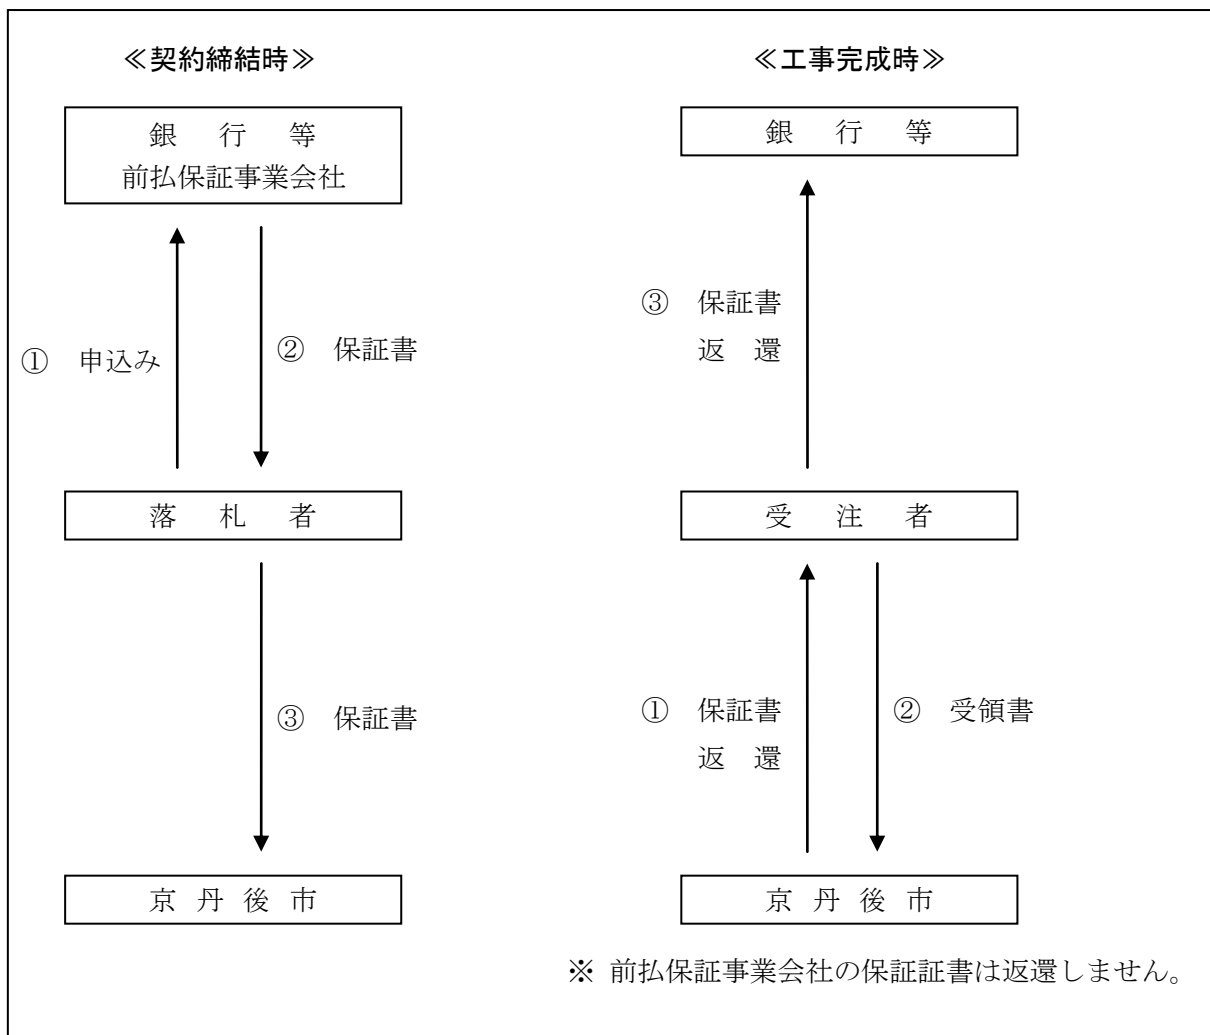 ≪契約締結時≫
銀　行　等
前払保証事業会社
①　申込み
②　保証書
落　札　者
③　保証書
京 丹 後 市
≪工事完成時≫
銀　行　等
③　保証書
返　還
受　注　者
①　保証書
返　還
②　受領書
京 丹 後 市
※ 前払保証事業会社の保証証書は返還しません。